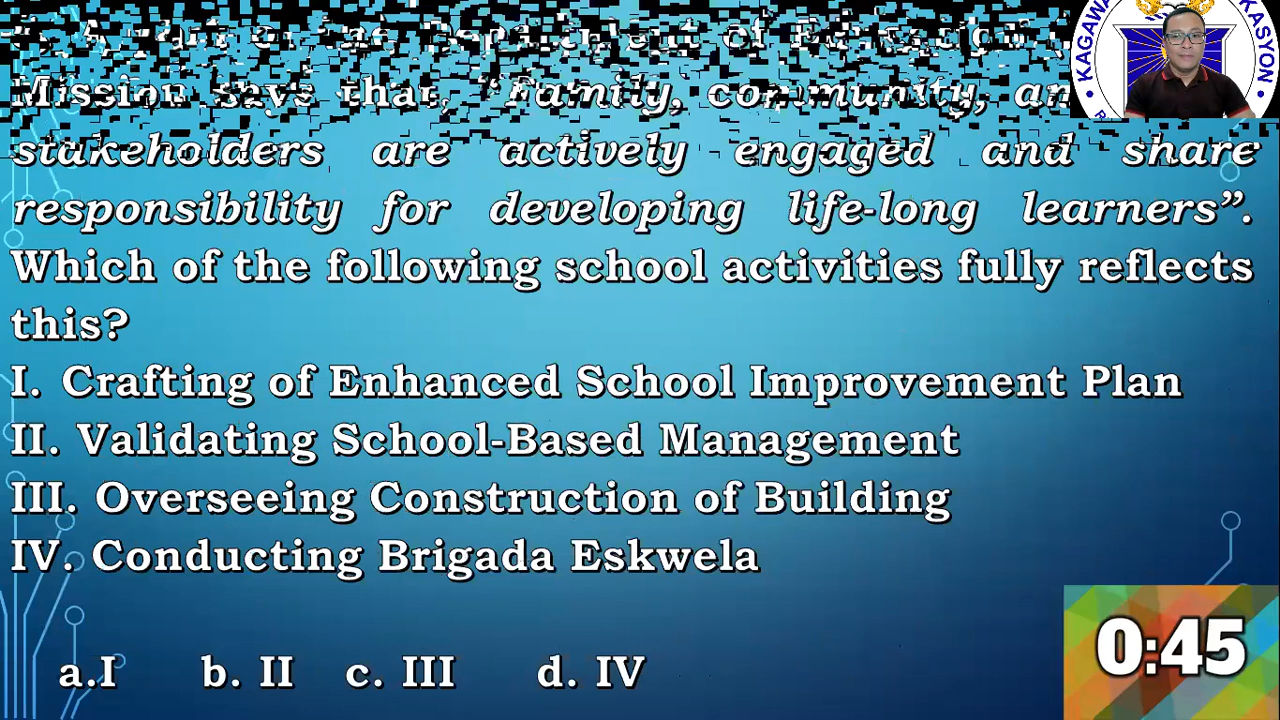 Mission says that, “Family, community, an
stakeholders are actively engaged and share
responsibility for developing life-long learners”.
Which of the following school activities fully reflects
this?
I. Crafting of Enhanced School Improvement Plan
II. Validating School-Based Management
III. Overseeing Construction of Building
IV. Conducting Brigada Eskwela
a.I b. II c. III d. IV
KAGAWA
KASYON
0:45